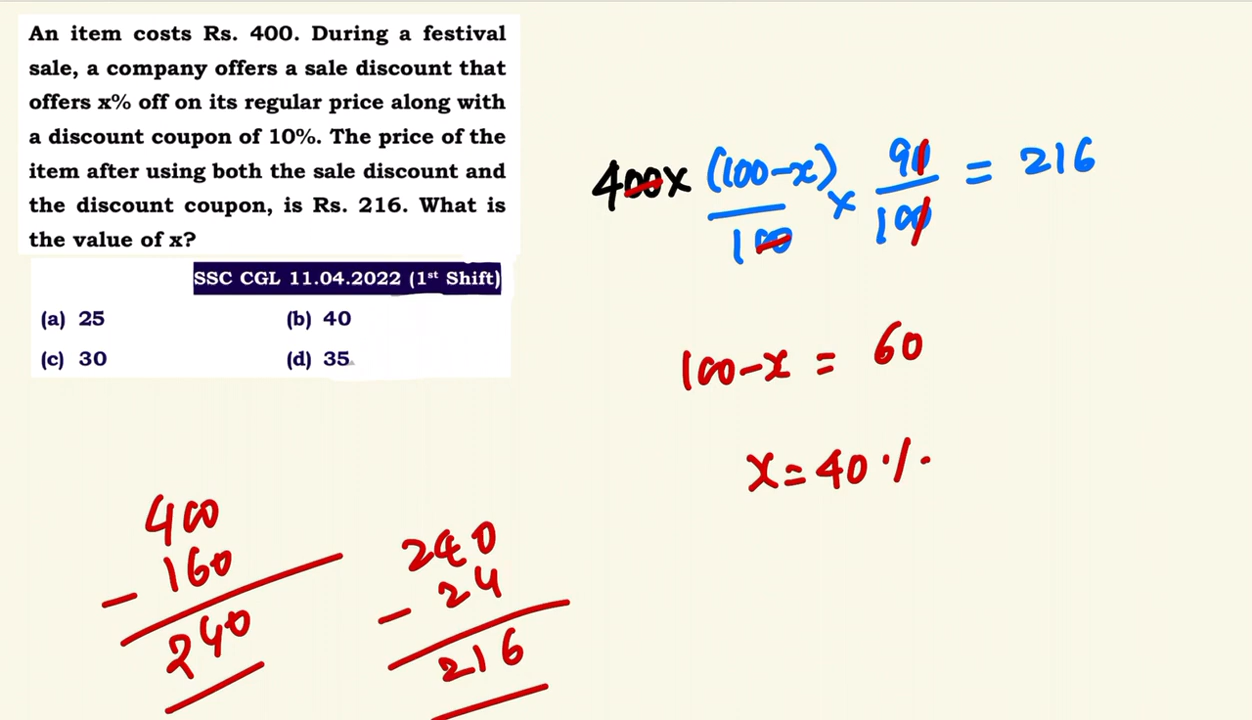 An item costs Rs. 400. During a festival
sale, a company offers a sale discount that
offers x% off on its regular price along with
a discount coupon of 10%. The price of the
item after using both the sale discount and
the discount coupon, is Rs. 216. What is
the value of x?
SSC CGL 11.04.2022 (1st Shift)
(a) 25 (b) 40
(c) 30 (d) 35
400 x (100-x)/100 x 90/100 = 216
100-x = 60
x = 40 %
400
- 160
240
240
- 24
216